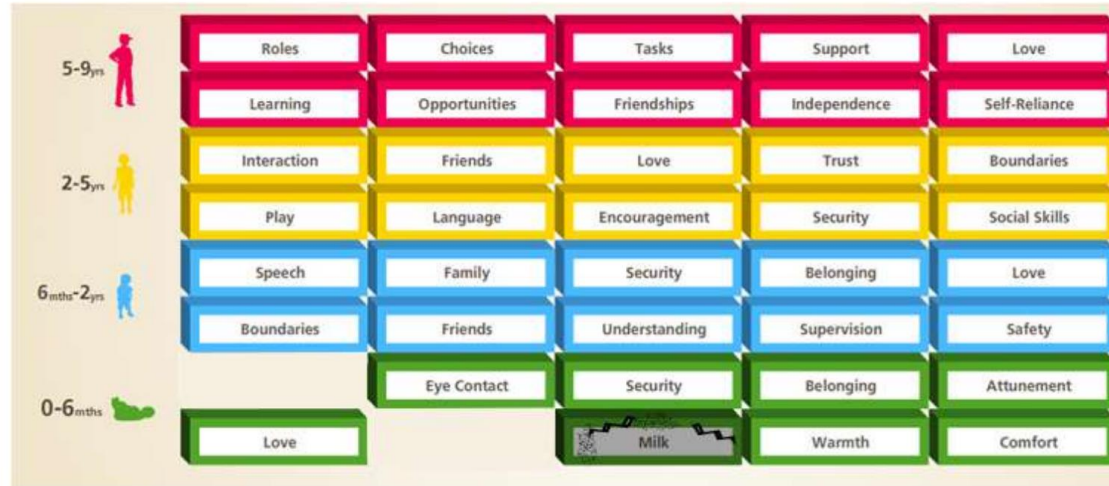 5-9yrs
Roles Choices Tasks Support Love
Learning Opportunities Friendships Independence Self-Reliance
2-5yrs
Interaction Friends Love Trust Boundaries
Play Language Encouragement Security Social Skills
6mths-2yrs
Speech Family Security Belonging Love
Boundaries Friends Understanding Supervision Safety
0-6mths
Eye Contact Security Belonging Attunement
Love Milk Warmth Comfort